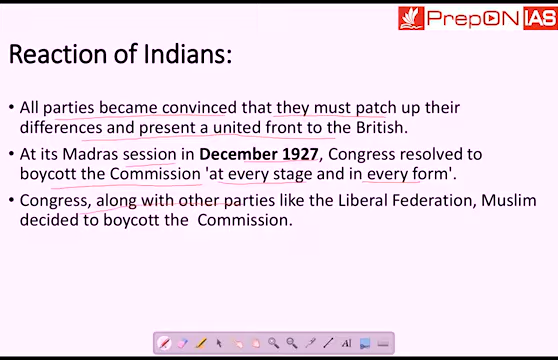 PrepON IAS
Reaction of Indians:
• All parties became convinced that they must patch up their
differences and present a united front to the British.
• At its Madras session in December 1927, Congress resolved to
boycott the Commission 'at every stage and in every form'.
• Congress, along with other parties like the Liberal Federation, Muslim
decided to boycott the  Commission.
AI